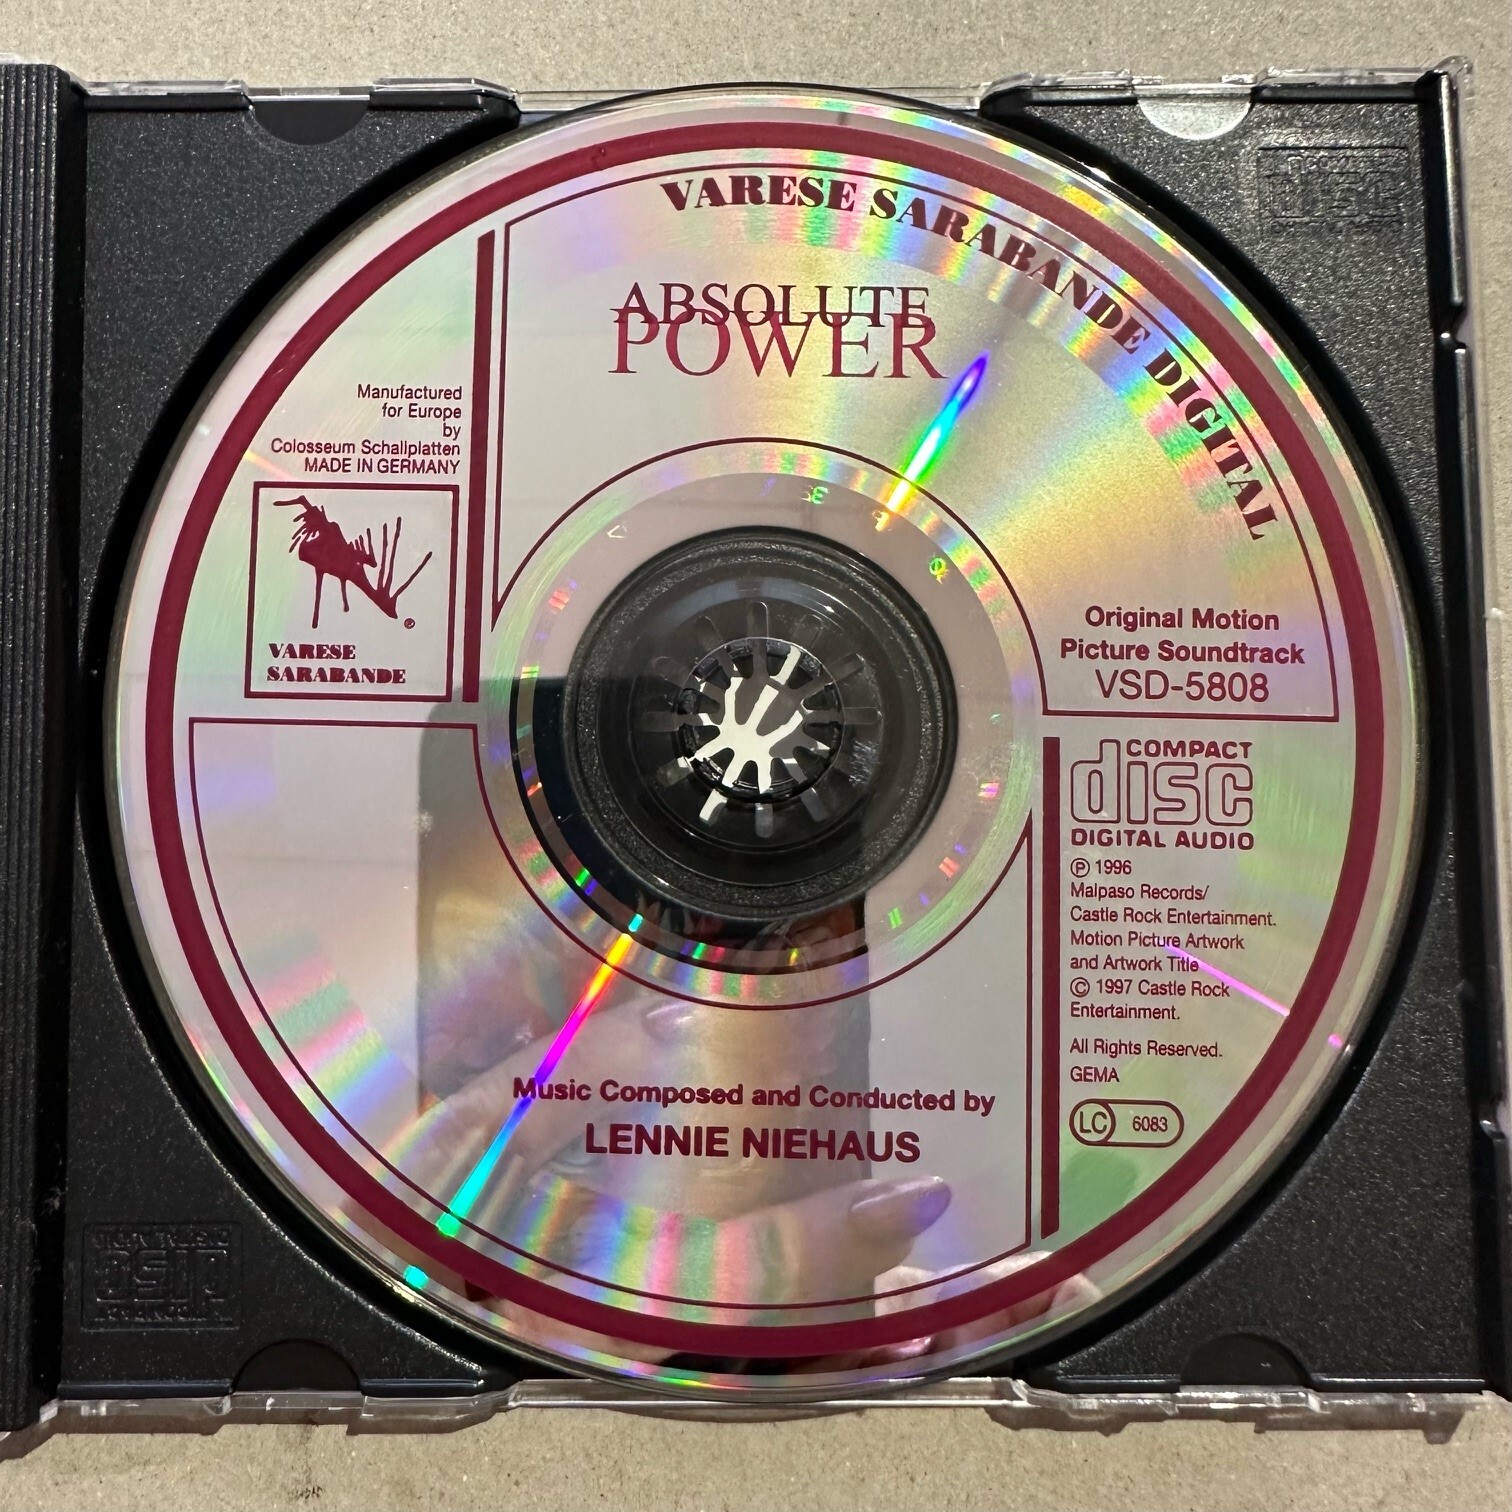 VARESE SARABANDE DIGITAL
ABSOLUTE
POWER
Manufactured
for Europe
by
Colosseum Schallplatten
MADE IN GERMANY
®
VARESE
SARABANDE
Original Motion
Picture Soundtrack
VSD-5808
COMPACT
disc
DIGITAL AUDIO
℗ 1996
Malpaso Records/
Castle Rock Entertainment.
Motion Picture Artwork
and Artwork Title
© 1997 Castle Rock
Entertainment.
All Rights Reserved.
GEMA
LC 6083
Music Composed and Conducted by
LENNIE NIEHAUS